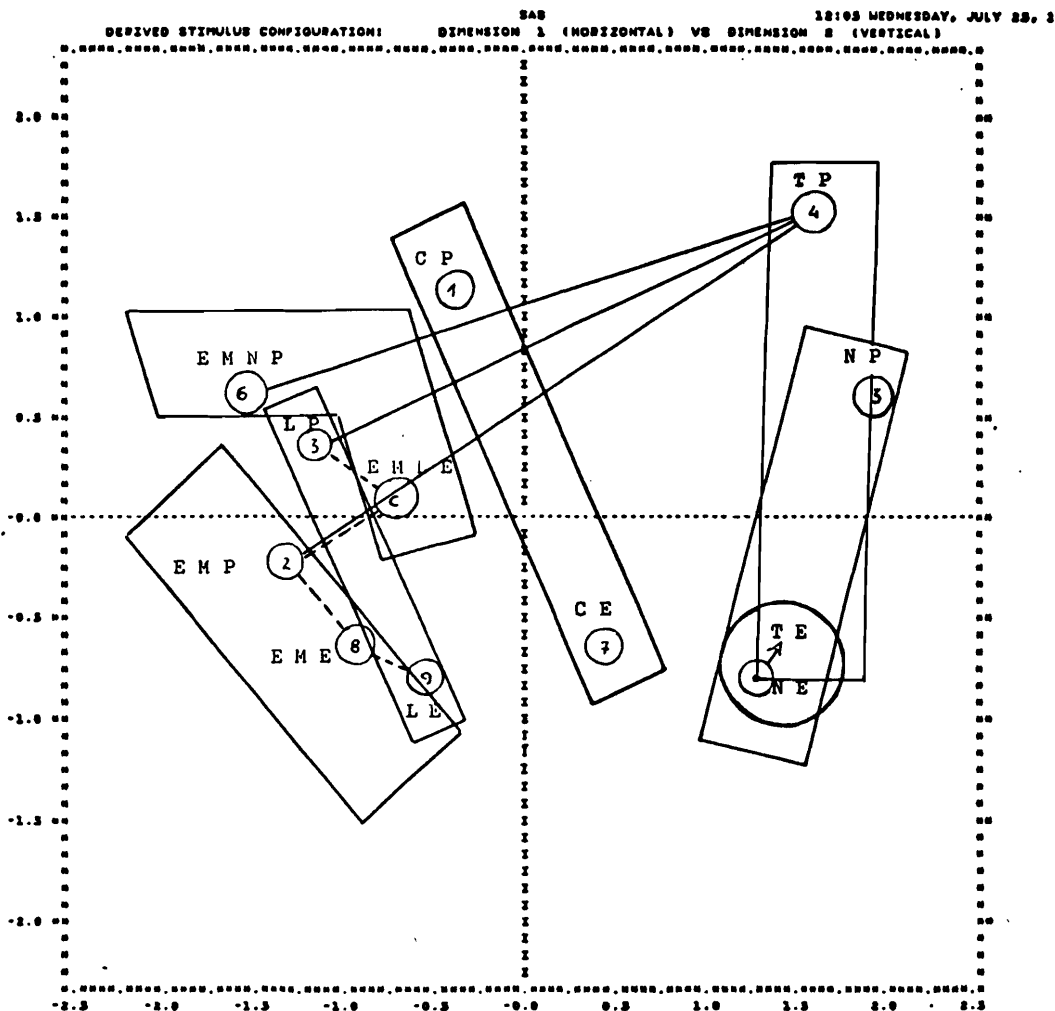 SAS
12:05 WEDNESDAY, JULY 25,
DERIVED STIMULUS CONFIGURATION: DIMENSION 1 (HORIZONTAL) VS DIMENSION 2 (VERTICAL)
2.0
T P
4
1.5
C P
1
1.0
E M N P
N P
6
3
0.5
L P
3
E M L E
C
0.0
2
E M P
-0.5
C E
T E
8
7
E M E
9
N E
L E
-1.0
-1.5
-2.0
-2.5 -2.0 -1.5 -1.0 -0.5 -0.0 0.5 1.0 1.5 2.0 2.5